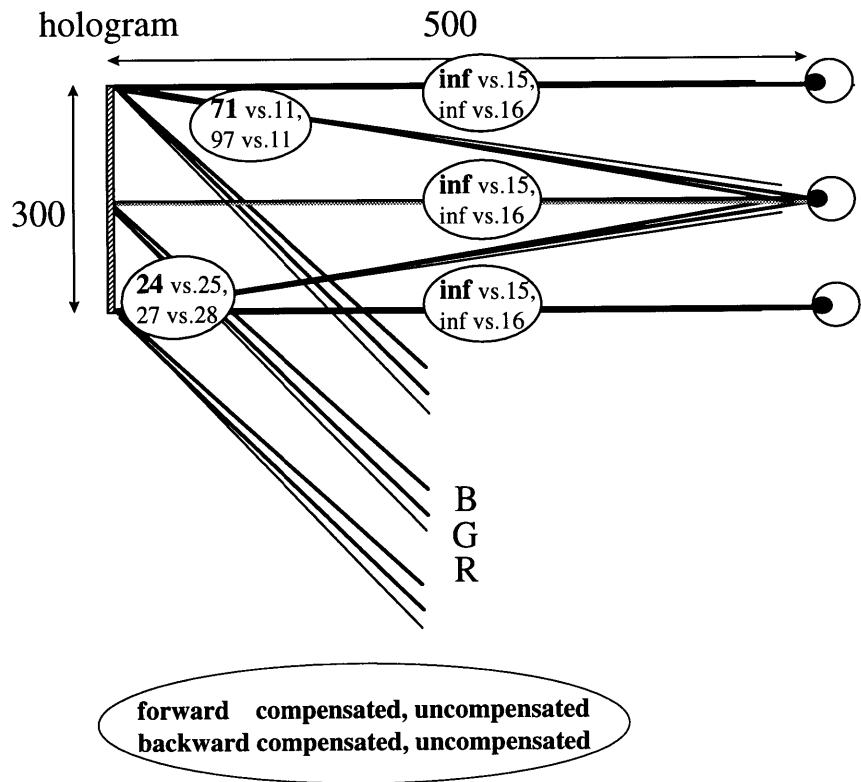 hologram 500
inf vs.15,
inf vs.16
71 vs.11,
97 vs.11
300
inf vs.15,
inf vs.16
24 vs.25,
27 vs.28
inf vs.15,
inf vs.16
B
G
R
forward compensated, uncompensated
backward compensated, uncompensated